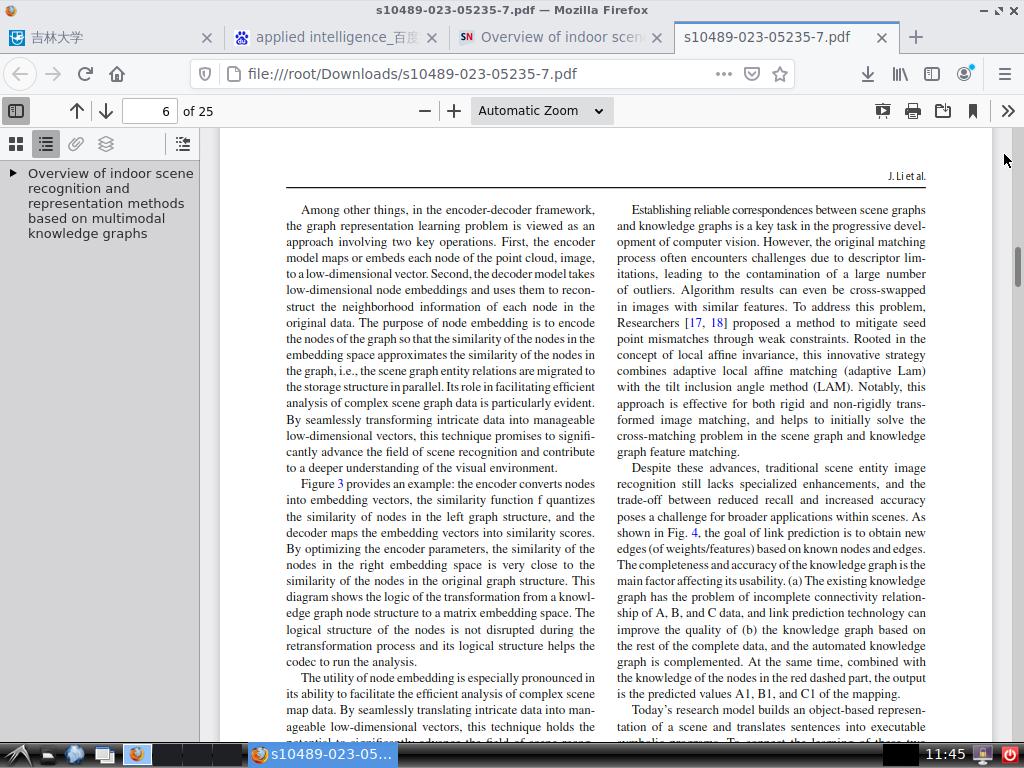 s10489-023-05235-7.pdf — Mozilla Firefox
吉林大学
applied intelligence_百度
Overview of indoor scen
s10489-023-05235-7.pdf
file:///root/Downloads/s10489-023-05235-7.pdf
6 of 25
Automatic Zoom
Overview of indoor scene
recognition and
representation methods
based on multimodal
knowledge graphs
J. Li et al.
Among other things, in the encoder-decoder framework,
the graph representation learning problem is viewed as an
approach involving two key operations. First, the encoder
model maps or embeds each node of the point cloud, image,
to a low-dimensional vector. Second, the decoder model takes
low-dimensional node embeddings and uses them to recon-
struct the neighborhood information of each node in the
original data. The purpose of node embedding is to encode
the nodes of the graph so that the similarity of the nodes in the
embedding space approximates the similarity of the nodes in
the graph, i.e., the scene graph entity relations are migrated to
the storage structure in parallel. Its role in facilitating efficient
analysis of complex scene graph data is particularly evident.
By seamlessly transforming intricate data into manageable
low-dimensional vectors, this technique promises to signifi-
cantly advance the field of scene recognition and contribute
to a deeper understanding of the visual environment.
Figure 3 provides an example: the encoder converts nodes
into embedding vectors, the similarity function f quantizes
the similarity of nodes in the left graph structure, and the
decoder maps the embedding vectors into similarity scores.
By optimizing the encoder parameters, the similarity of the
nodes in the right embedding space is very close to the
similarity of the nodes in the original graph structure. This
diagram shows the logic of the transformation from a knowl-
edge graph node structure to a matrix embedding space. The
logical structure of the nodes is not disrupted during the
retransformation process and its logical structure helps the
codec to run the analysis.
The utility of node embedding is especially pronounced in
its ability to facilitate the efficient analysis of complex scene
map data. By seamlessly translating intricate data into man-
ageable low-dimensional vectors, this technique holds the
Establishing reliable correspondences between scene graphs
and knowledge graphs is a key task in the progressive devel-
opment of computer vision. However, the original matching
process often encounters challenges due to descriptor lim-
itations, leading to the contamination of a large number
of outliers. Algorithm results can even be cross-swapped
in images with similar features. To address this problem,
Researchers [17, 18] proposed a method to mitigate seed
point mismatches through weak constraints. Rooted in the
concept of local affine invariance, this innovative strategy
combines adaptive local affine matching (adaptive Lam)
with the tilt inclusion angle method (LAM). Notably, this
approach is effective for both rigid and non-rigidly trans-
formed image matching, and helps to initially solve the
cross-matching problem in the scene graph and knowledge
graph feature matching.
Despite these advances, traditional scene entity image
recognition still lacks specialized enhancements, and the
trade-off between reduced recall and increased accuracy
poses a challenge for broader applications within scenes. As
shown in Fig. 4, the goal of link prediction is to obtain new
edges (of weights/features) based on known nodes and edges.
The completeness and accuracy of the knowledge graph is the
main factor affecting its usability. (a) The existing knowledge
graph has the problem of incomplete connectivity relation-
ship of A, B, and C data, and link prediction technology can
improve the quality of (b) the knowledge graph based on
the rest of the complete data, and the automated knowledge
graph is complemented. At the same time, combined with
the knowledge of the nodes in the red dashed part, the output
is the predicted values A1, B1, and C1 of the mapping.
Today's research model builds an object-based represen-
tation of a scene and translates sentences into executable
s10489-023-05...
11:45